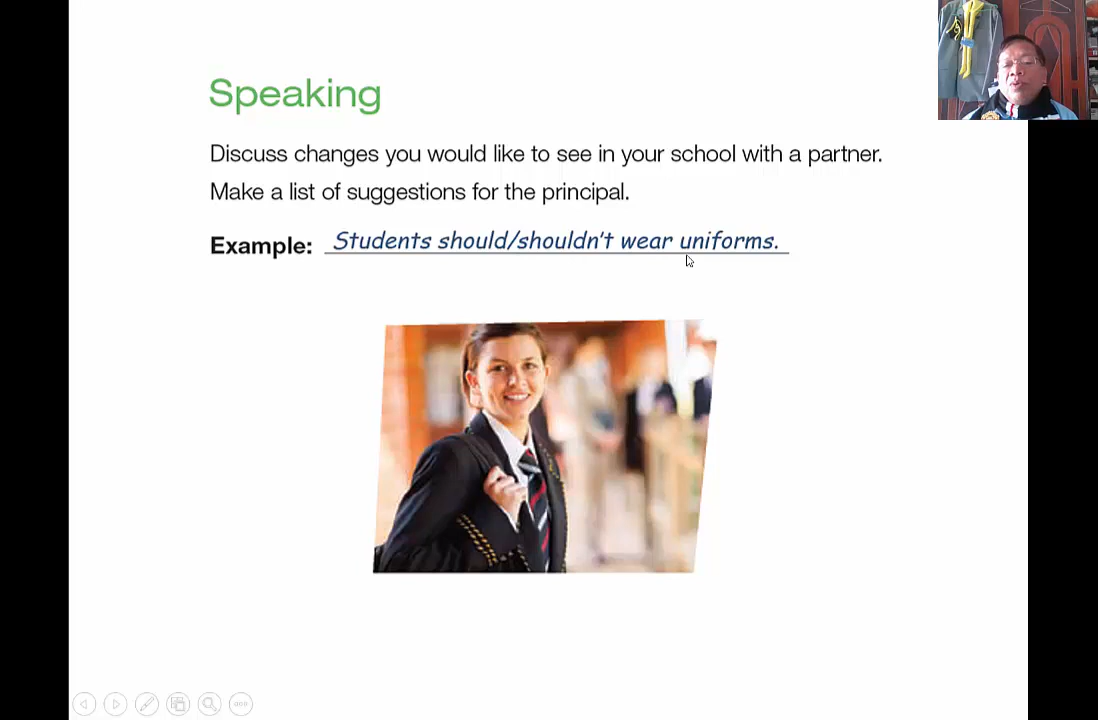 Speaking
Discuss changes you would like to see in your school with a partner.
Make a list of suggestions for the principal.
Example: Students should/shouldn't wear uniforms.